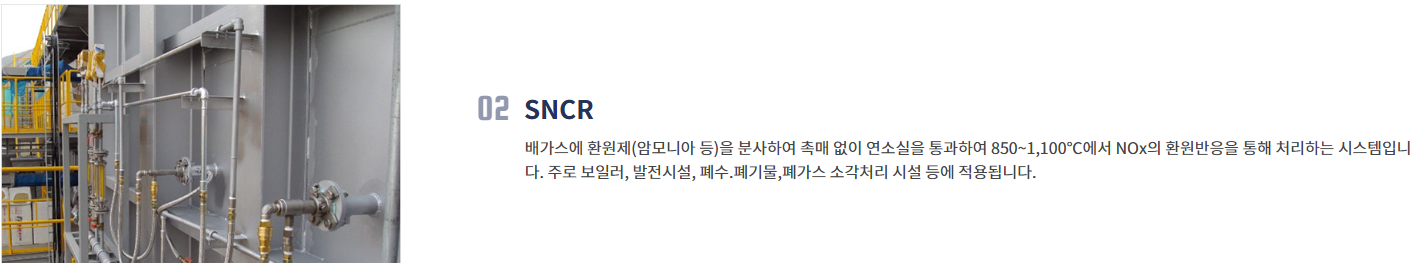 02 SNCR
배가스에 환원제(암모니아 등)을 분사하여 촉매 없이 연소실을 통과하여 850~1,100℃에서 NOx의 환원반응을 통해 처리하는 시스템입니
다. 주로 보일러, 발전시설, 폐수.폐기물,폐가스 소각처리 시설 등에 적용됩니다.